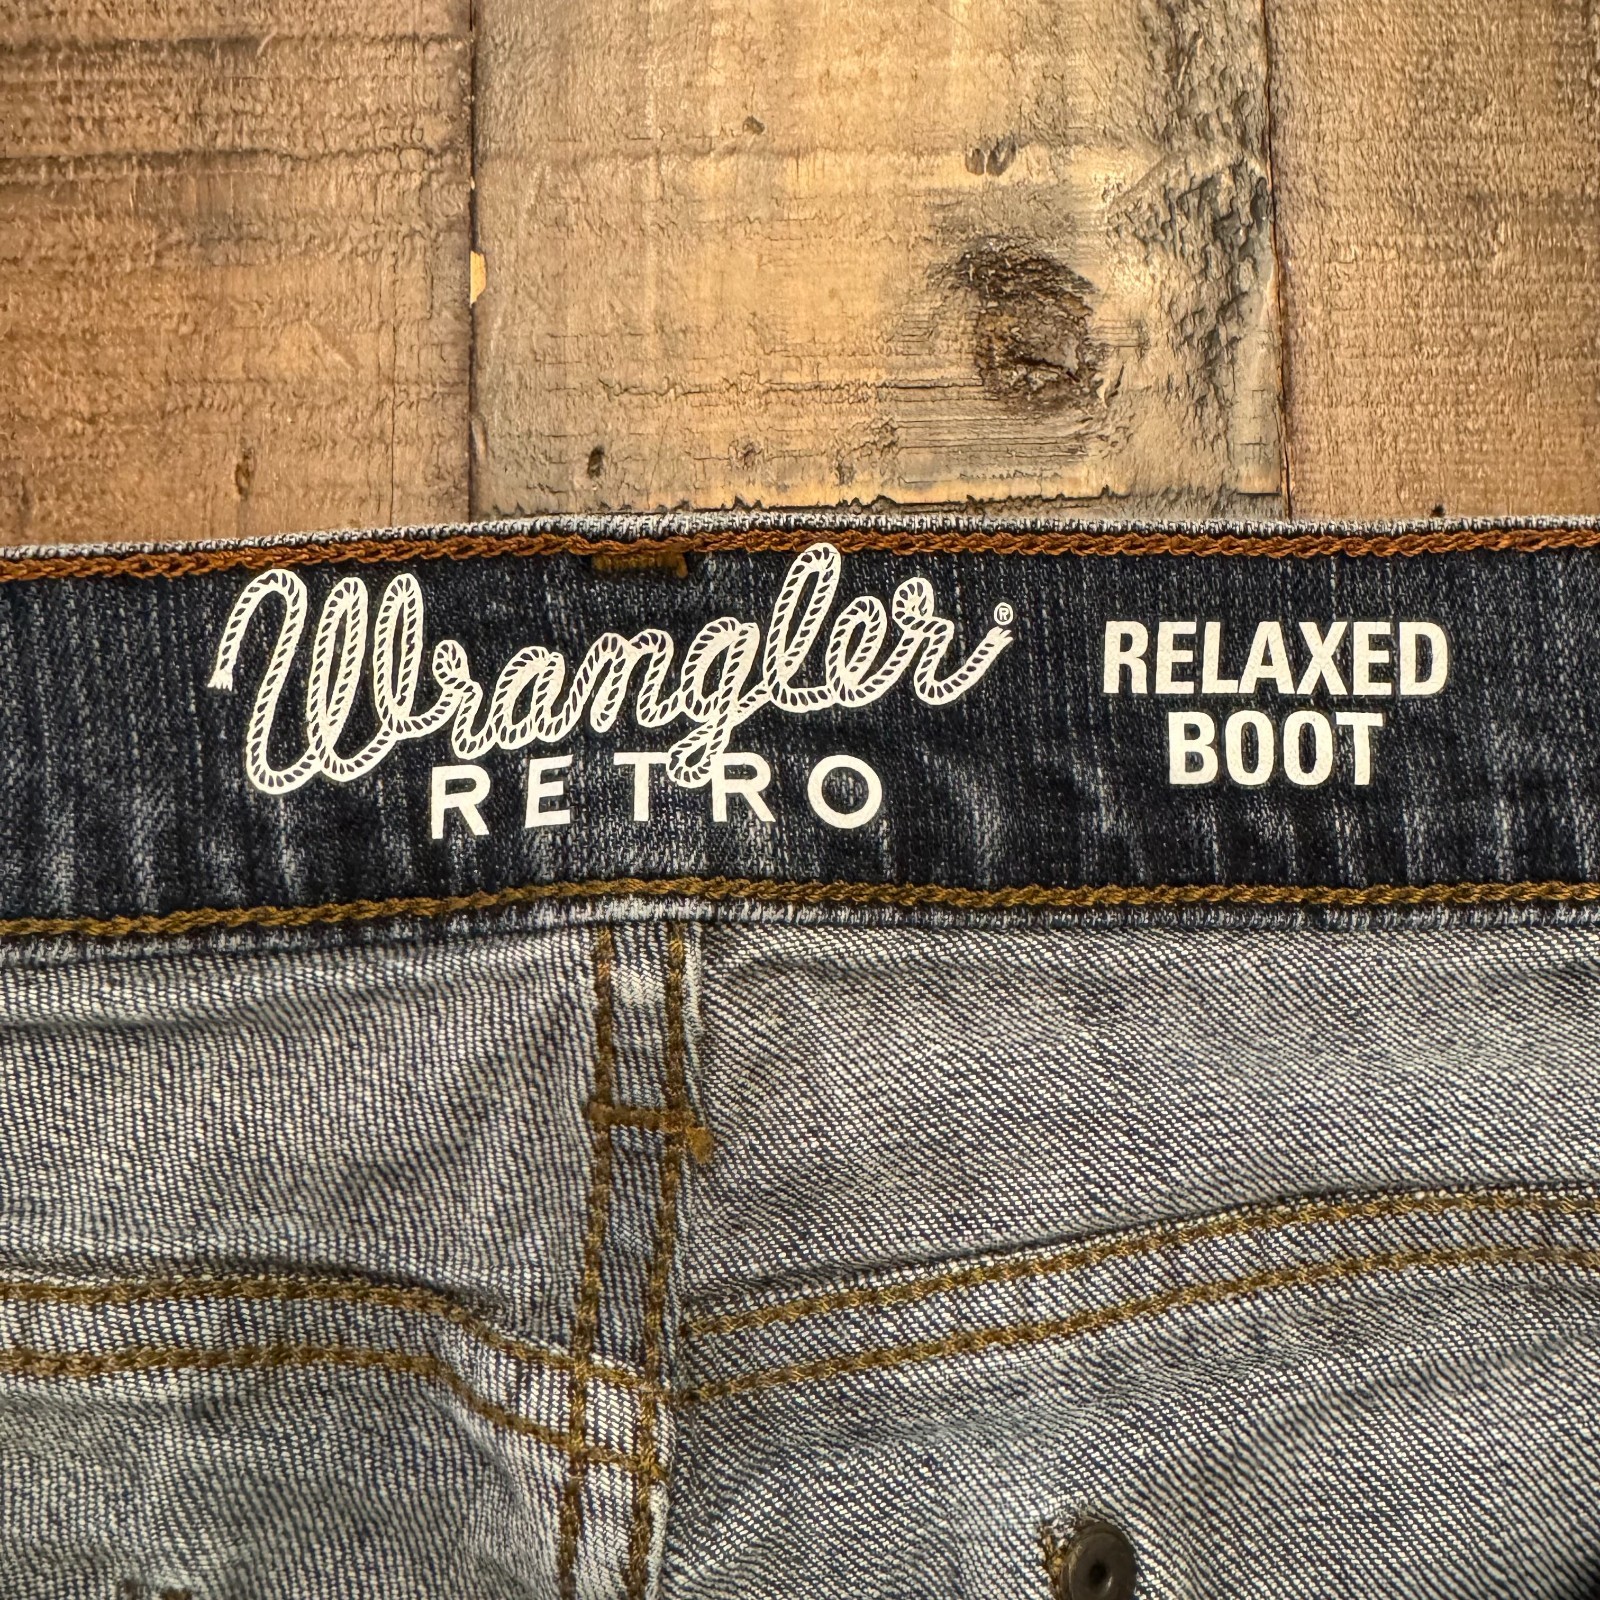 Wrangler®
RETRO
RELAXED
BOOT